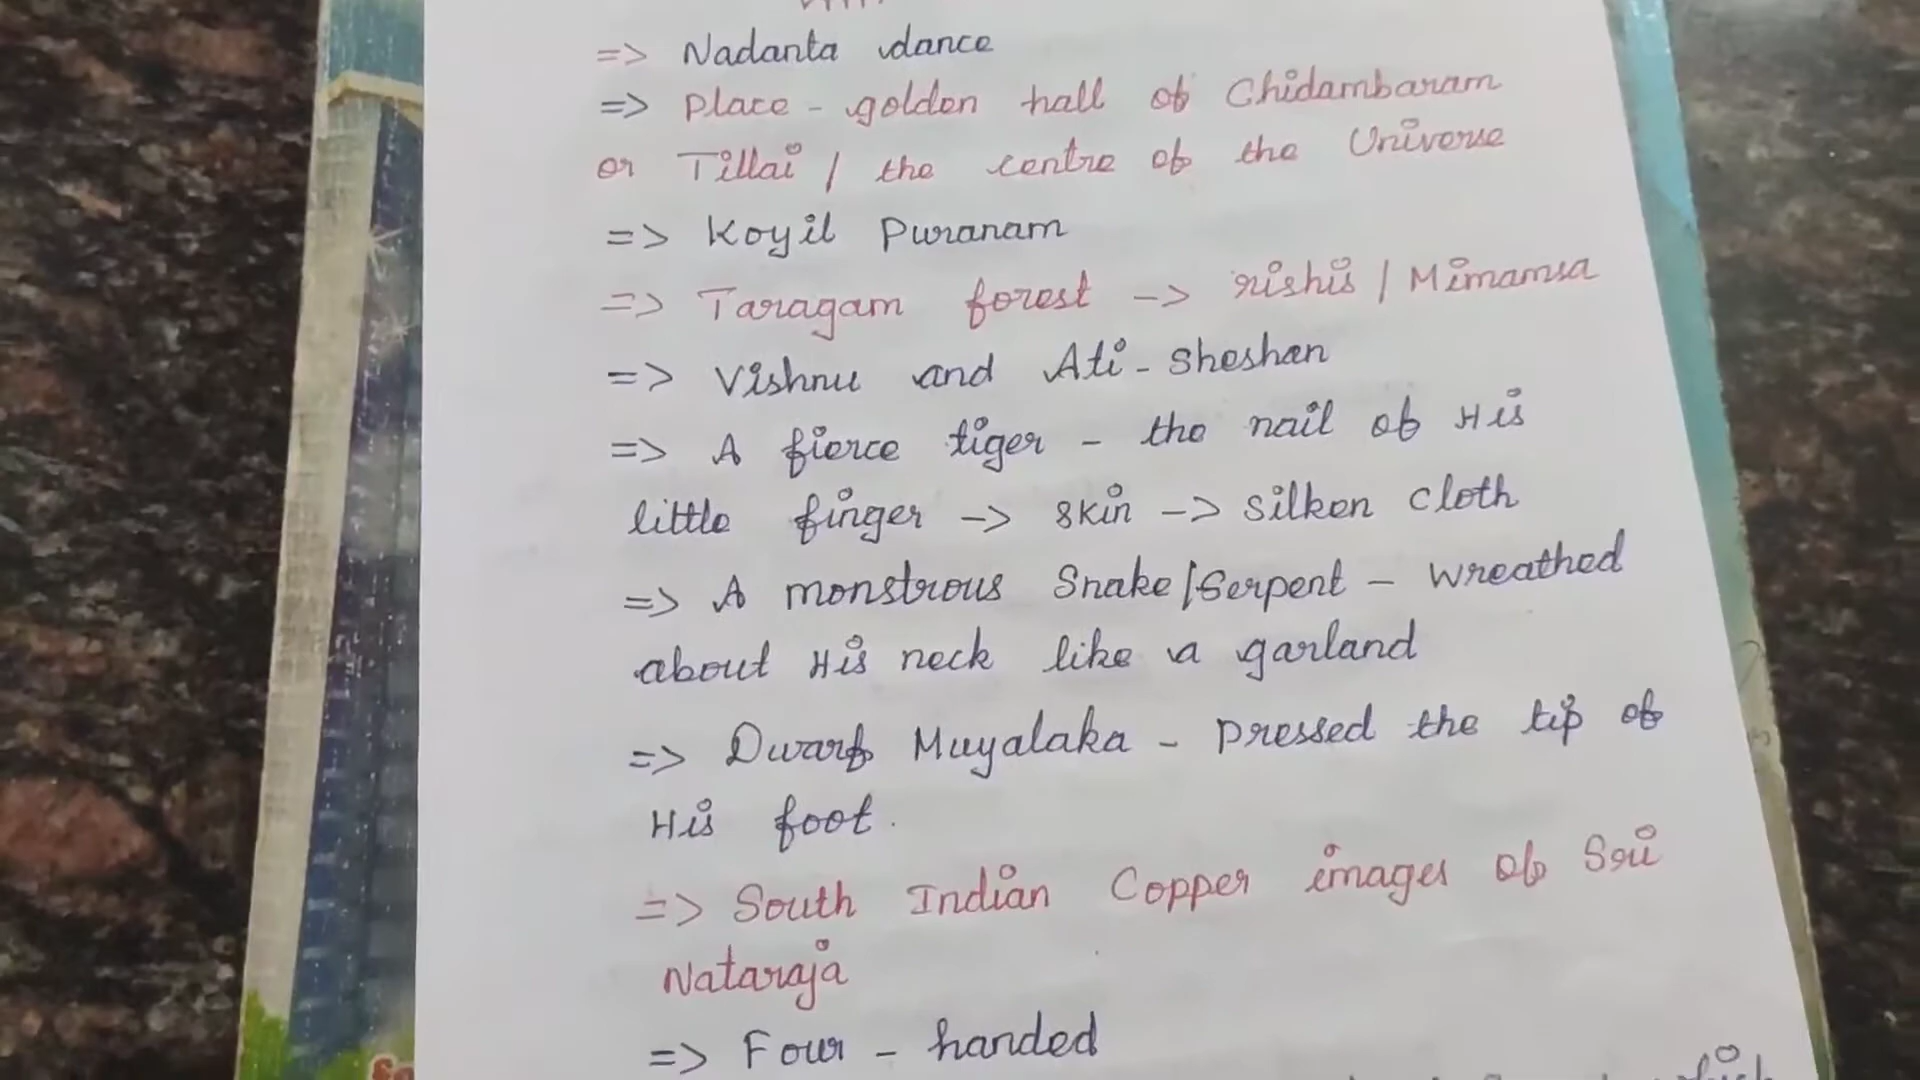 => Nadanta dance
=> Place - golden hall of Chidambaram
or Tillai / the centre of the Universe
=> Koyil Puranam
=> Taragam forest -> rishis / Mimamsa
=> Vishnu and Ati - Sheshan
=> A fierce tiger - the nail of His
little finger -> skin -> silken cloth
=> A monstrous Snake/Serpent - wreathed
about His neck like a garland
=> Dwarf Muyalaka - pressed the tip of
His foot.
=> South Indian Copper images of Sri
Nataraja
=> Four - handed